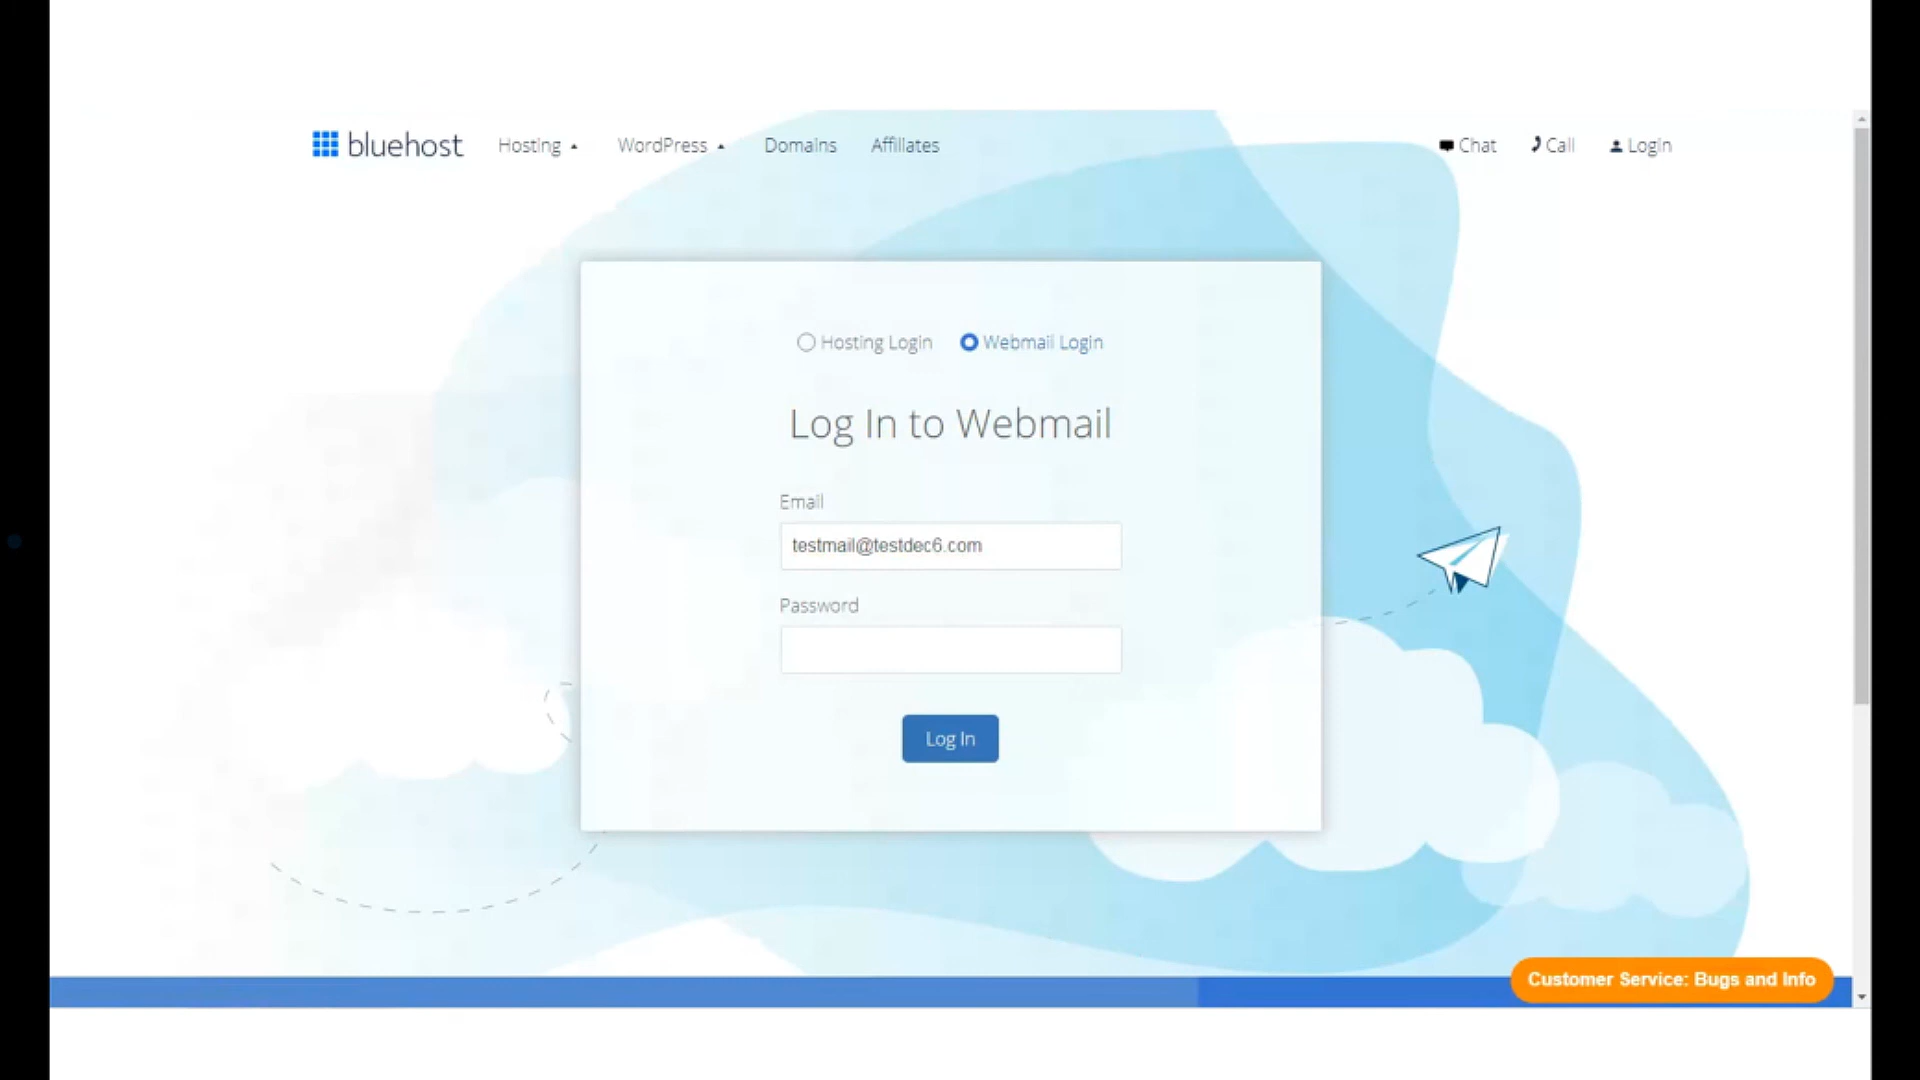 bluehost Hosting WordPress Domains Affiliates Chat Call Login
Hosting Login Webmail Login
Log In to Webmail
Email
testmail@testdec6.com
Password
Log In
Customer Service: Bugs and Info